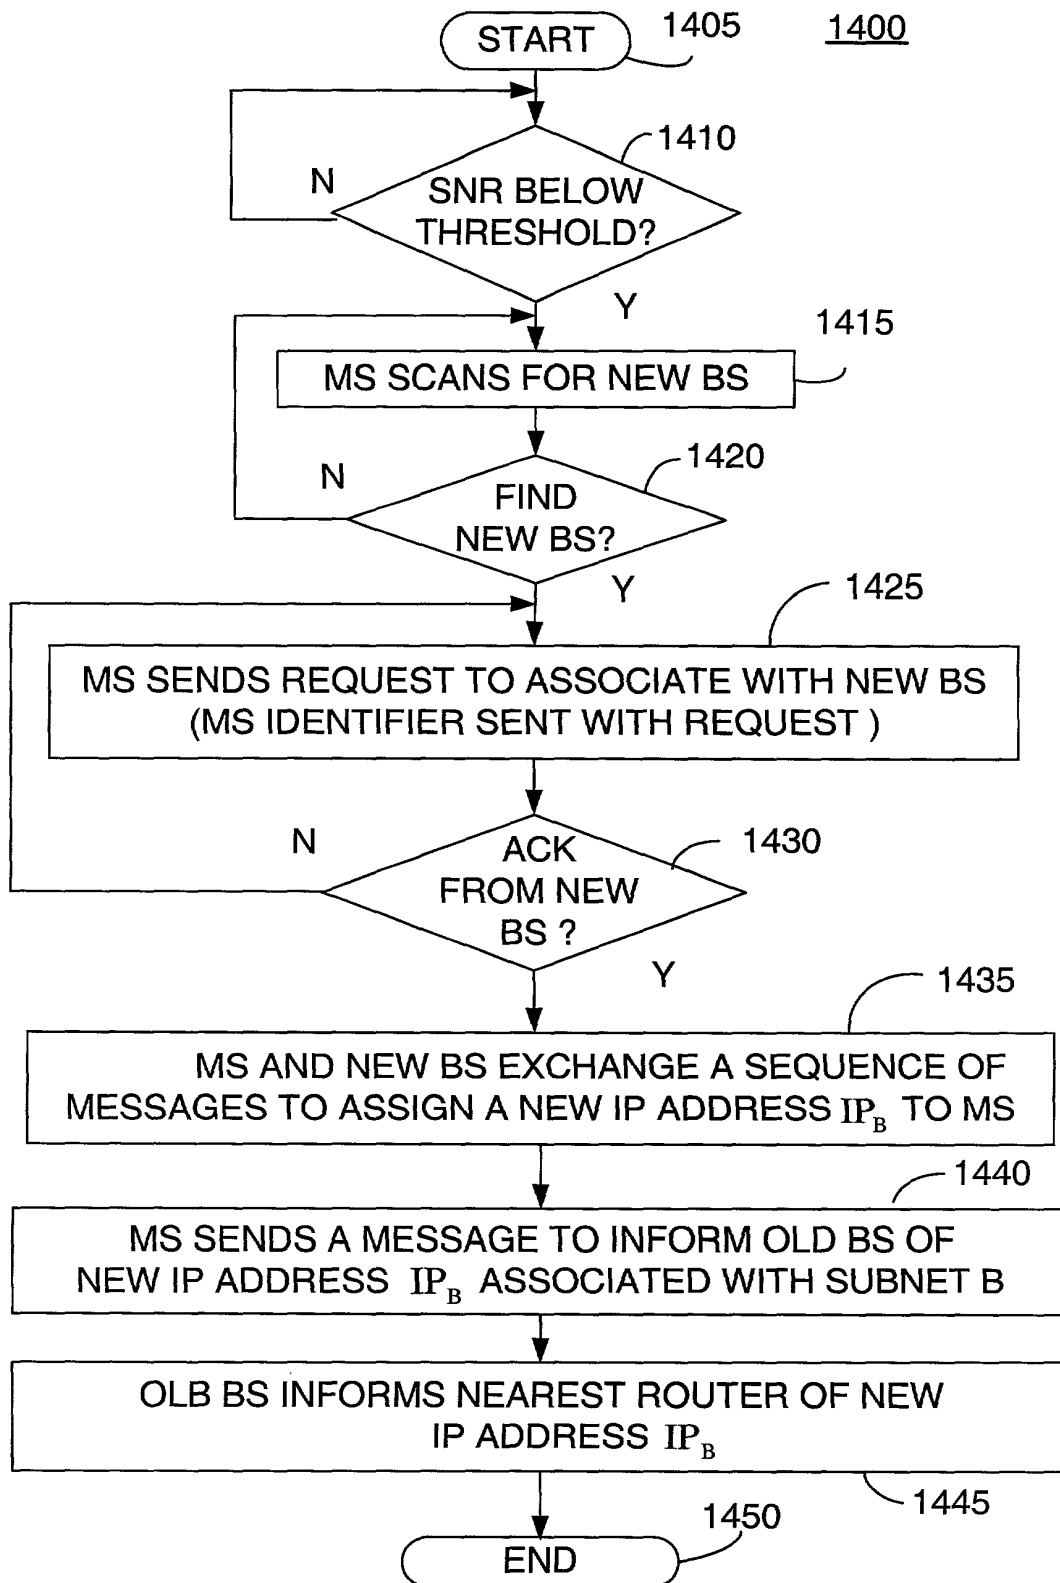 START
1405
1400
1410
N
SNR BELOW
THRESHOLD?
Y
1415
MS SCANS FOR NEW BS
1420
N
FIND
NEW BS?
Y
1425
MS SENDS REQUEST TO ASSOCIATE WITH NEW BS
(MS IDENTIFIER SENT WITH REQUEST )
N
1430
ACK
FROM NEW
BS ?
Y
1435
MS AND NEW BS EXCHANGE A SEQUENCE OF
MESSAGES TO ASSIGN A NEW IP ADDRESS IP_B TO MS
1440
MS SENDS A MESSAGE TO INFORM OLD BS OF
NEW IP ADDRESS IP_B ASSOCIATED WITH SUBNET B
OLB BS INFORMS NEAREST ROUTER OF NEW
IP ADDRESS IP_B
1445
1450
END